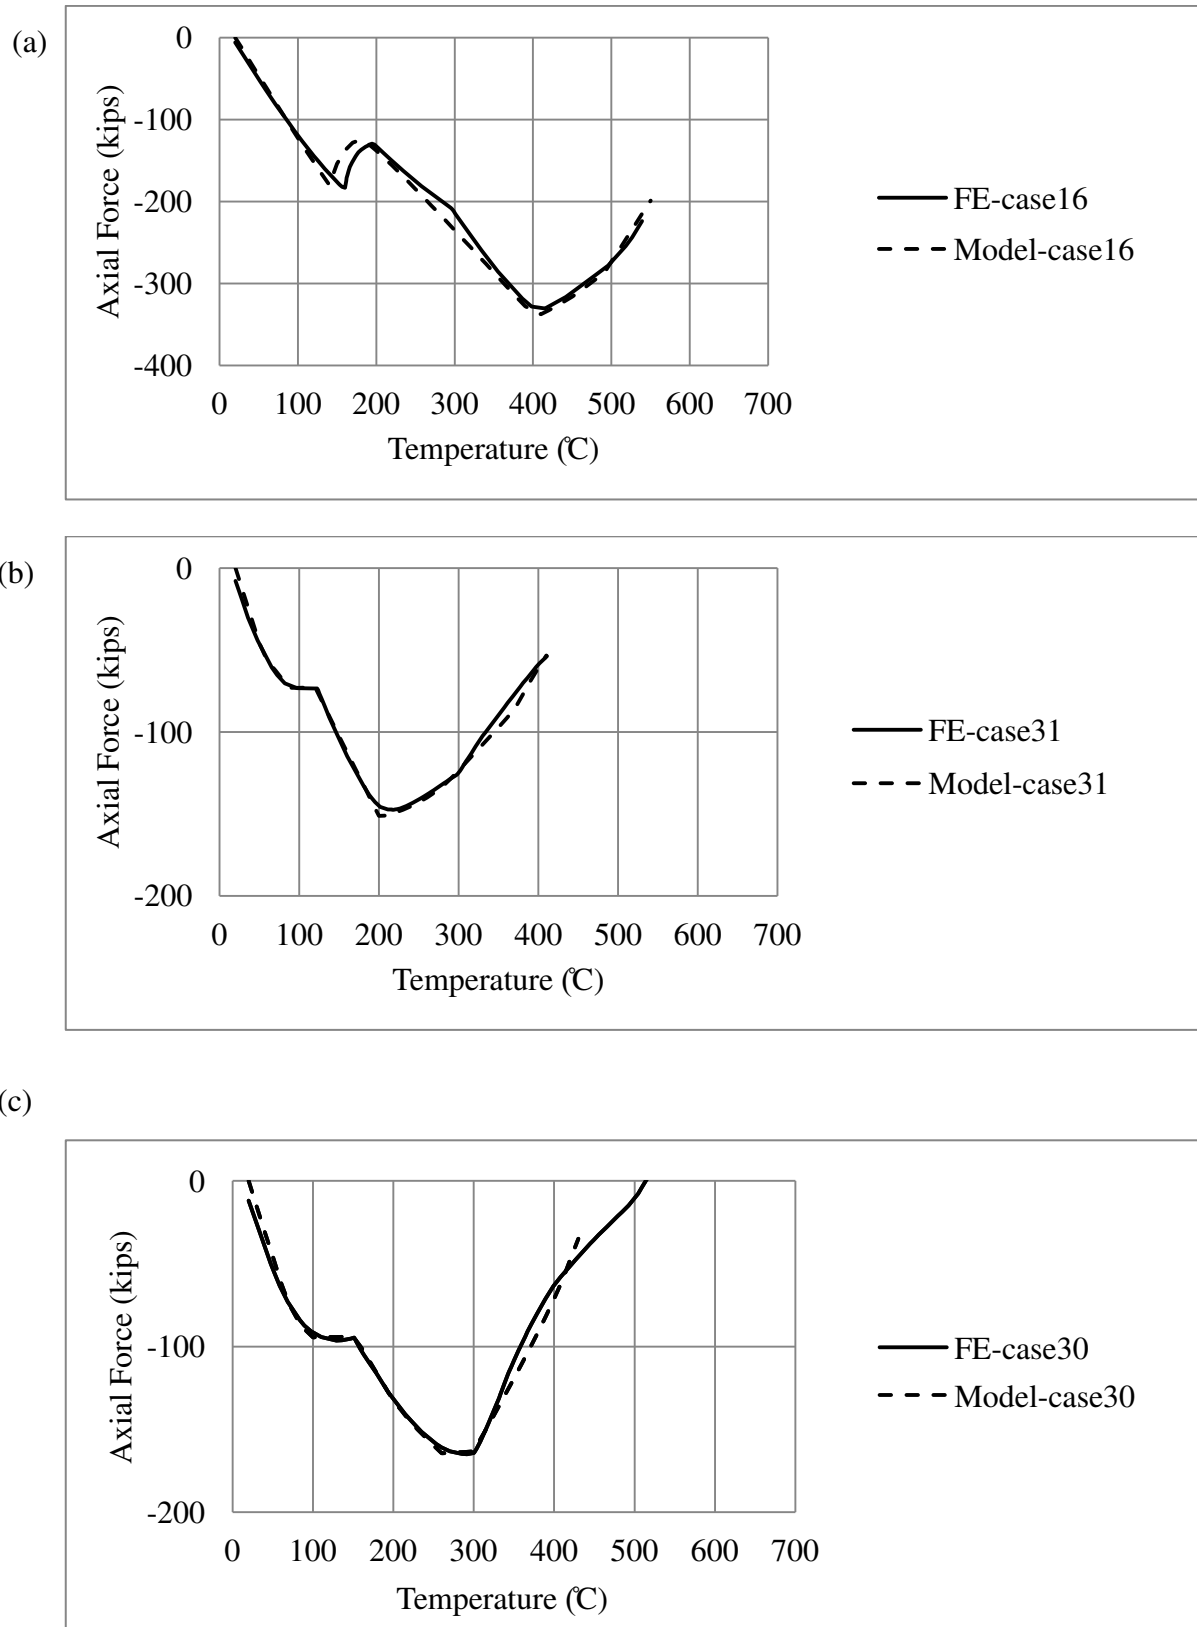 (a)
0
-100
-200
-300
-400
Axial Force (kips)
0 100 200 300 400 500 600 700
Temperature (℃)
FE-case16
Model-case16
(b)
0
-100
-200
Axial Force (kips)
0 100 200 300 400 500 600 700
Temperature (℃)
FE-case31
Model-case31
(c)
0
-100
-200
Axial Force (kips)
0 100 200 300 400 500 600 700
Temperature (℃)
FE-case30
Model-case30